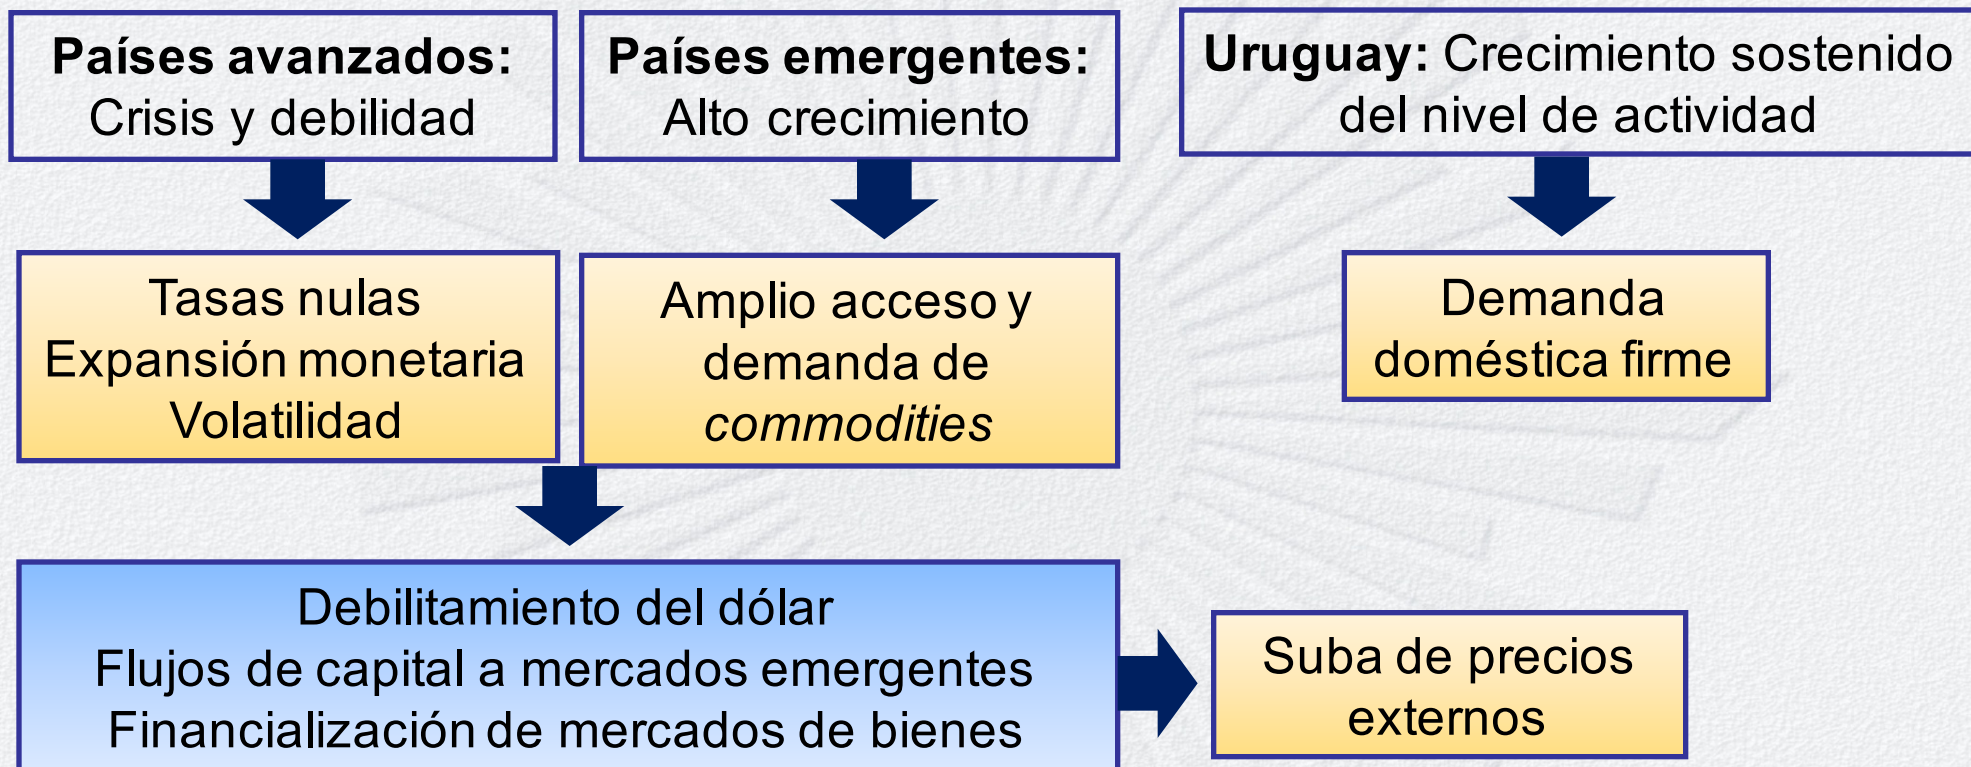 Países avanzados:
Crisis y debilidad
Países emergentes:
Alto crecimiento
Uruguay: Crecimiento sostenido
del nivel de actividad
Tasas nulas
Expansión monetaria
Volatilidad
Amplio acceso y
demanda de
commodities
Demanda
doméstica firme
Debilitamiento del dólar
Flujos de capital a mercados emergentes
Financialización de mercados de bienes
Suba de precios
externos